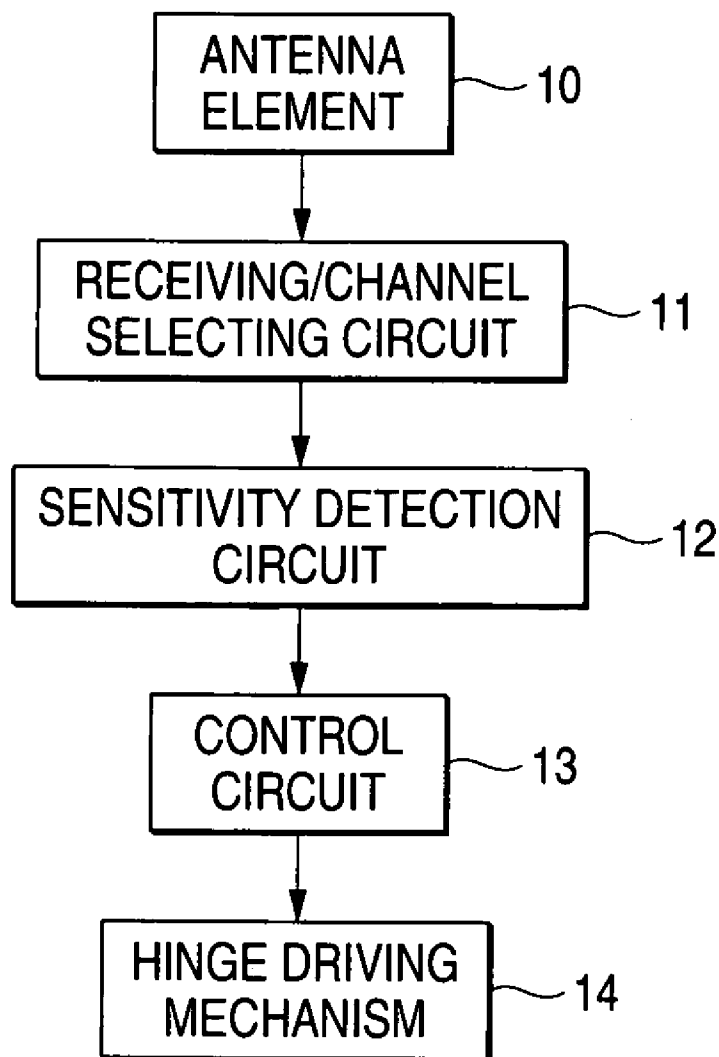 ANTENNA
ELEMENT
10
RECEIVING/CHANNEL
SELECTING CIRCUIT
11
SENSITIVITY DETECTION
CIRCUIT
12
CONTROL
CIRCUIT
13
HINGE DRIVING
MECHANISM
14